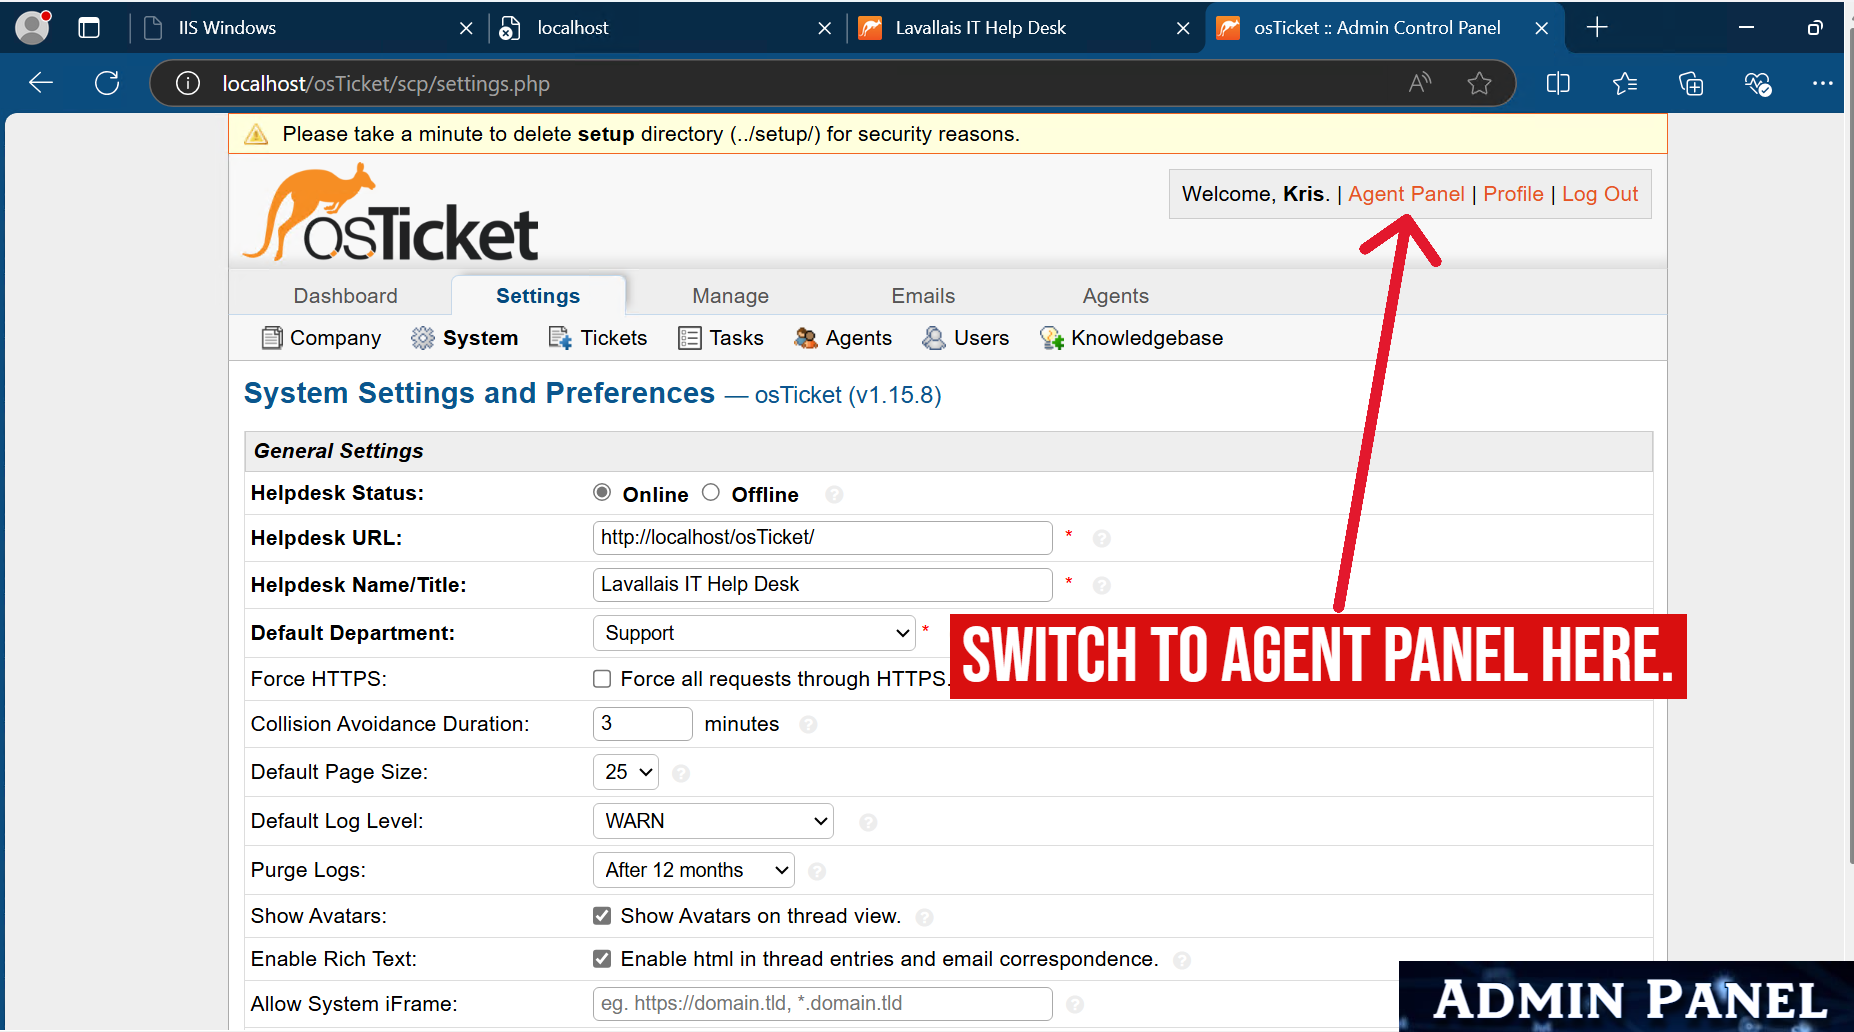 IIS Windows
localhost
Lavallais IT Help Desk
osTicket :: Admin Control Panel
localhost/osTicket/scp/settings.php
Please take a minute to delete setup directory (../setup/) for security reasons.
osTicket
Welcome, Kris. | Agent Panel | Profile | Log Out
Dashboard
Settings
Manage
Emails
Agents
Company
System
Tickets
Tasks
Agents
Users
Knowledgebase
System Settings and Preferences — osTicket (v1.15.8)
General Settings
Helpdesk Status: Online Offline
Helpdesk URL: http://localhost/osTicket/ *
Helpdesk Name/Title: Lavallais IT Help Desk *
Default Department: Support *
SWITCH TO AGENT PANEL HERE.
Force HTTPS: Force all requests through HTTPS.
Collision Avoidance Duration: 3 minutes
Default Page Size: 25
Default Log Level: WARN
Purge Logs: After 12 months
Show Avatars: Show Avatars on thread view.
Enable Rich Text: Enable html in thread entries and email correspondence.
Allow System iFrame: eg. https://domain.tld, *.domain.tld
ADMIN PANEL